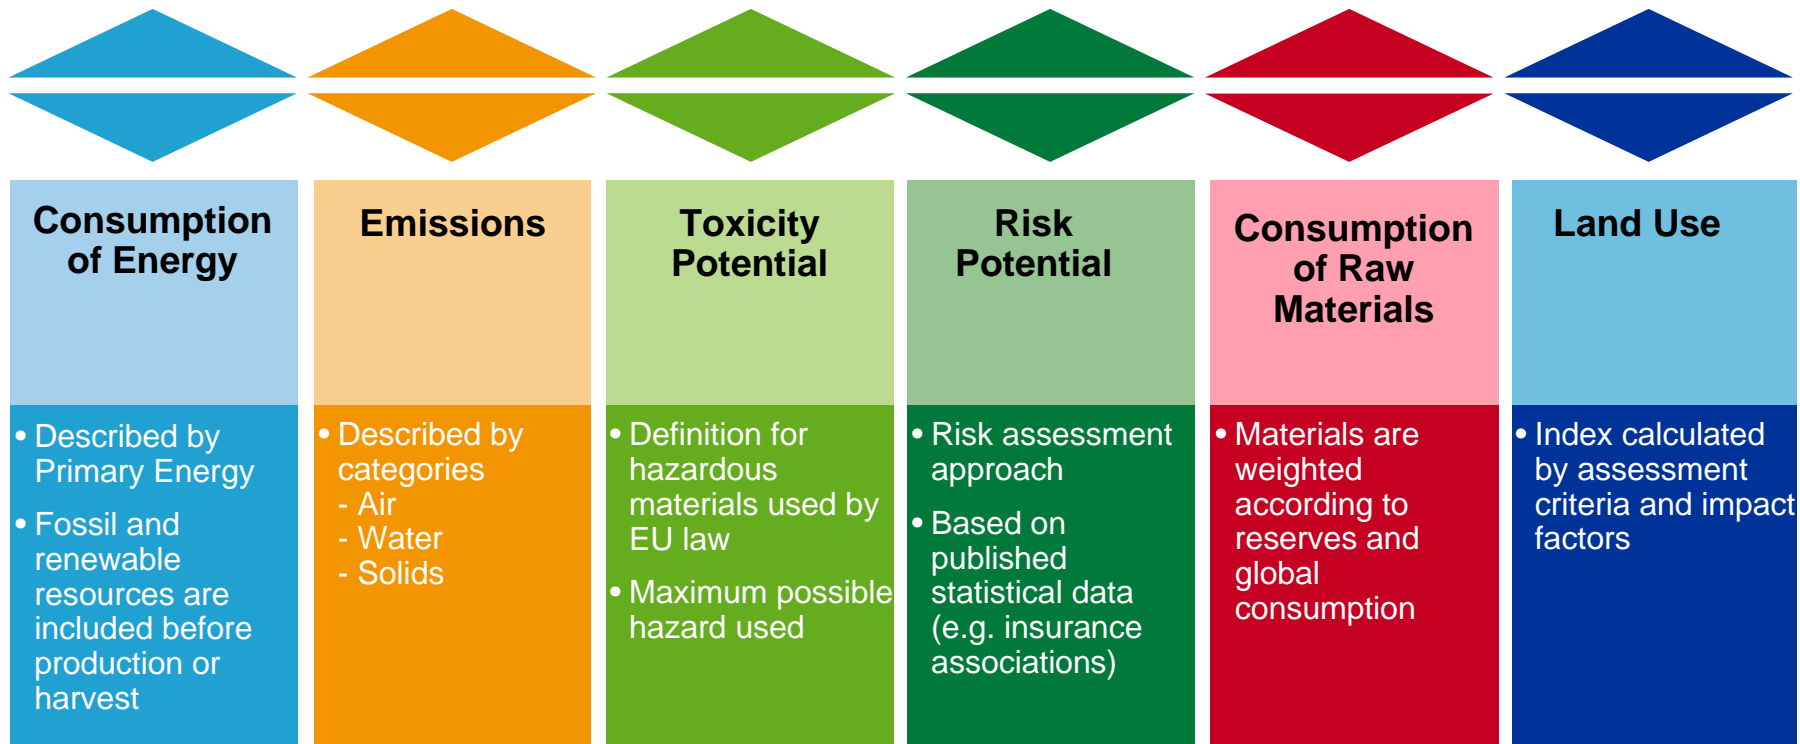 Consumption
of Energy
• Described by
Primary Energy
• Fossil and
renewable
resources are
included before
production or
harvest
Emissions
• Described by
categories
- Air
- Water
- Solids
Toxicity
Potential
• Definition for
hazardous
materials used by
EU law
• Maximum possible
hazard used
Risk
Potential
• Risk assessment
approach
• Based on
published
statistical data
(e.g. insurance
associations)
Consumption
of Raw
Materials
• Materials are
weighted
according to
reserves and
global
consumption
Land Use
• Index calculated
by assessment
criteria and impact
factors